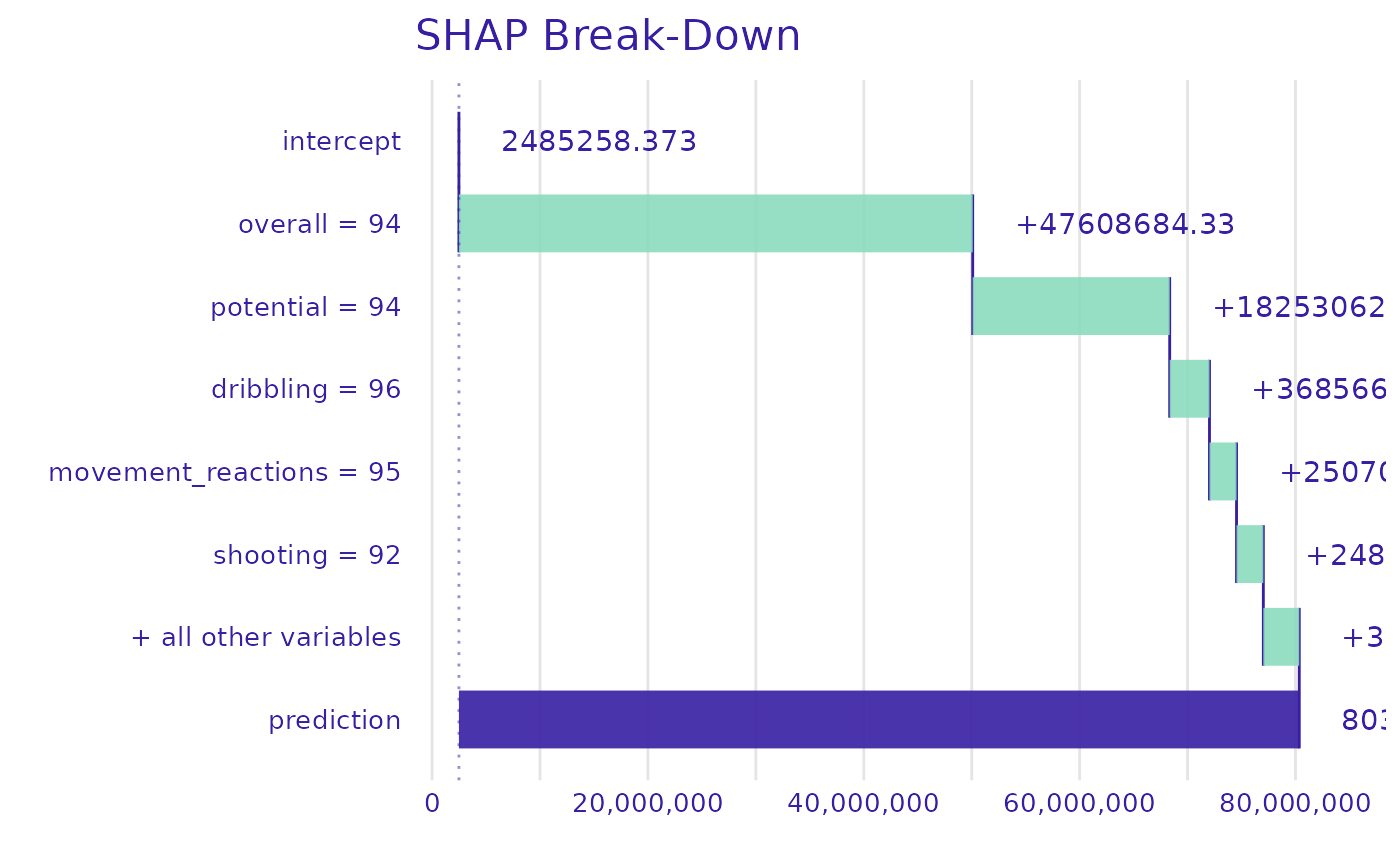 SHAP Break-Down
intercept 2485258.373
overall = 94 +47608684.33
potential = 94 +18253062
dribbling = 96 +368566
movement_reactions = 95 +25070
shooting = 92 +248
+ all other variables +3
prediction 803
0 20,000,000 40,000,000 60,000,000 80,000,000